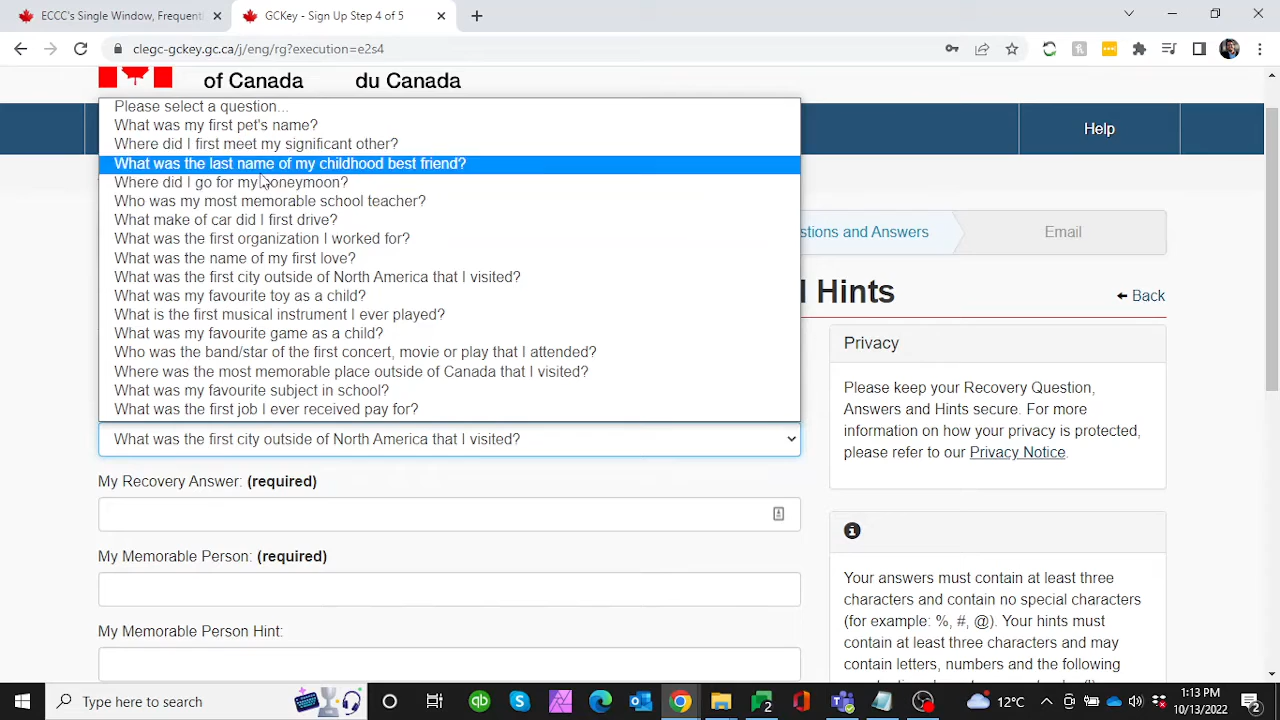 ECCC's Single Window, Frequenti
GCKey - Sign Up Step 4 of 5
clegc-gckey.gc.ca/j/eng/rg?execution=e2s4
of Canada
du Canada
Help
Please select a question...
What was my first pet's name?
Where did I first meet my significant other?
What was the last name of my childhood best friend?
Where did I go for my honeymoon?
Who was my most memorable school teacher?
What make of car did I first drive?
What was the first organization I worked for?
What was the name of my first love?
What was the first city outside of North America that I visited?
What was my favourite toy as a child?
What is the first musical instrument I ever played?
What was my favourite game as a child?
Who was the band/star of the first concert, movie or play that I attended?
Where was the most memorable place outside of Canada that I visited?
What was my favourite subject in school?
What was the first job I ever received pay for?
What was the first city outside of North America that I visited?
My Recovery Answer: (required)
My Memorable Person: (required)
My Memorable Person Hint:
stions and Answers
Email
Hints
Back
Privacy
Please keep your Recovery Question,
Answers and Hints secure. For more
information on how your privacy is protected,
please refer to our Privacy Notice.
Your answers must contain at least three
characters and contain no special characters
(for example: %, #, @). Your hints must
contain at least three characters and may
contain letters, numbers and the following
Type here to search
12°C
1:13 PM
10/13/2022
2